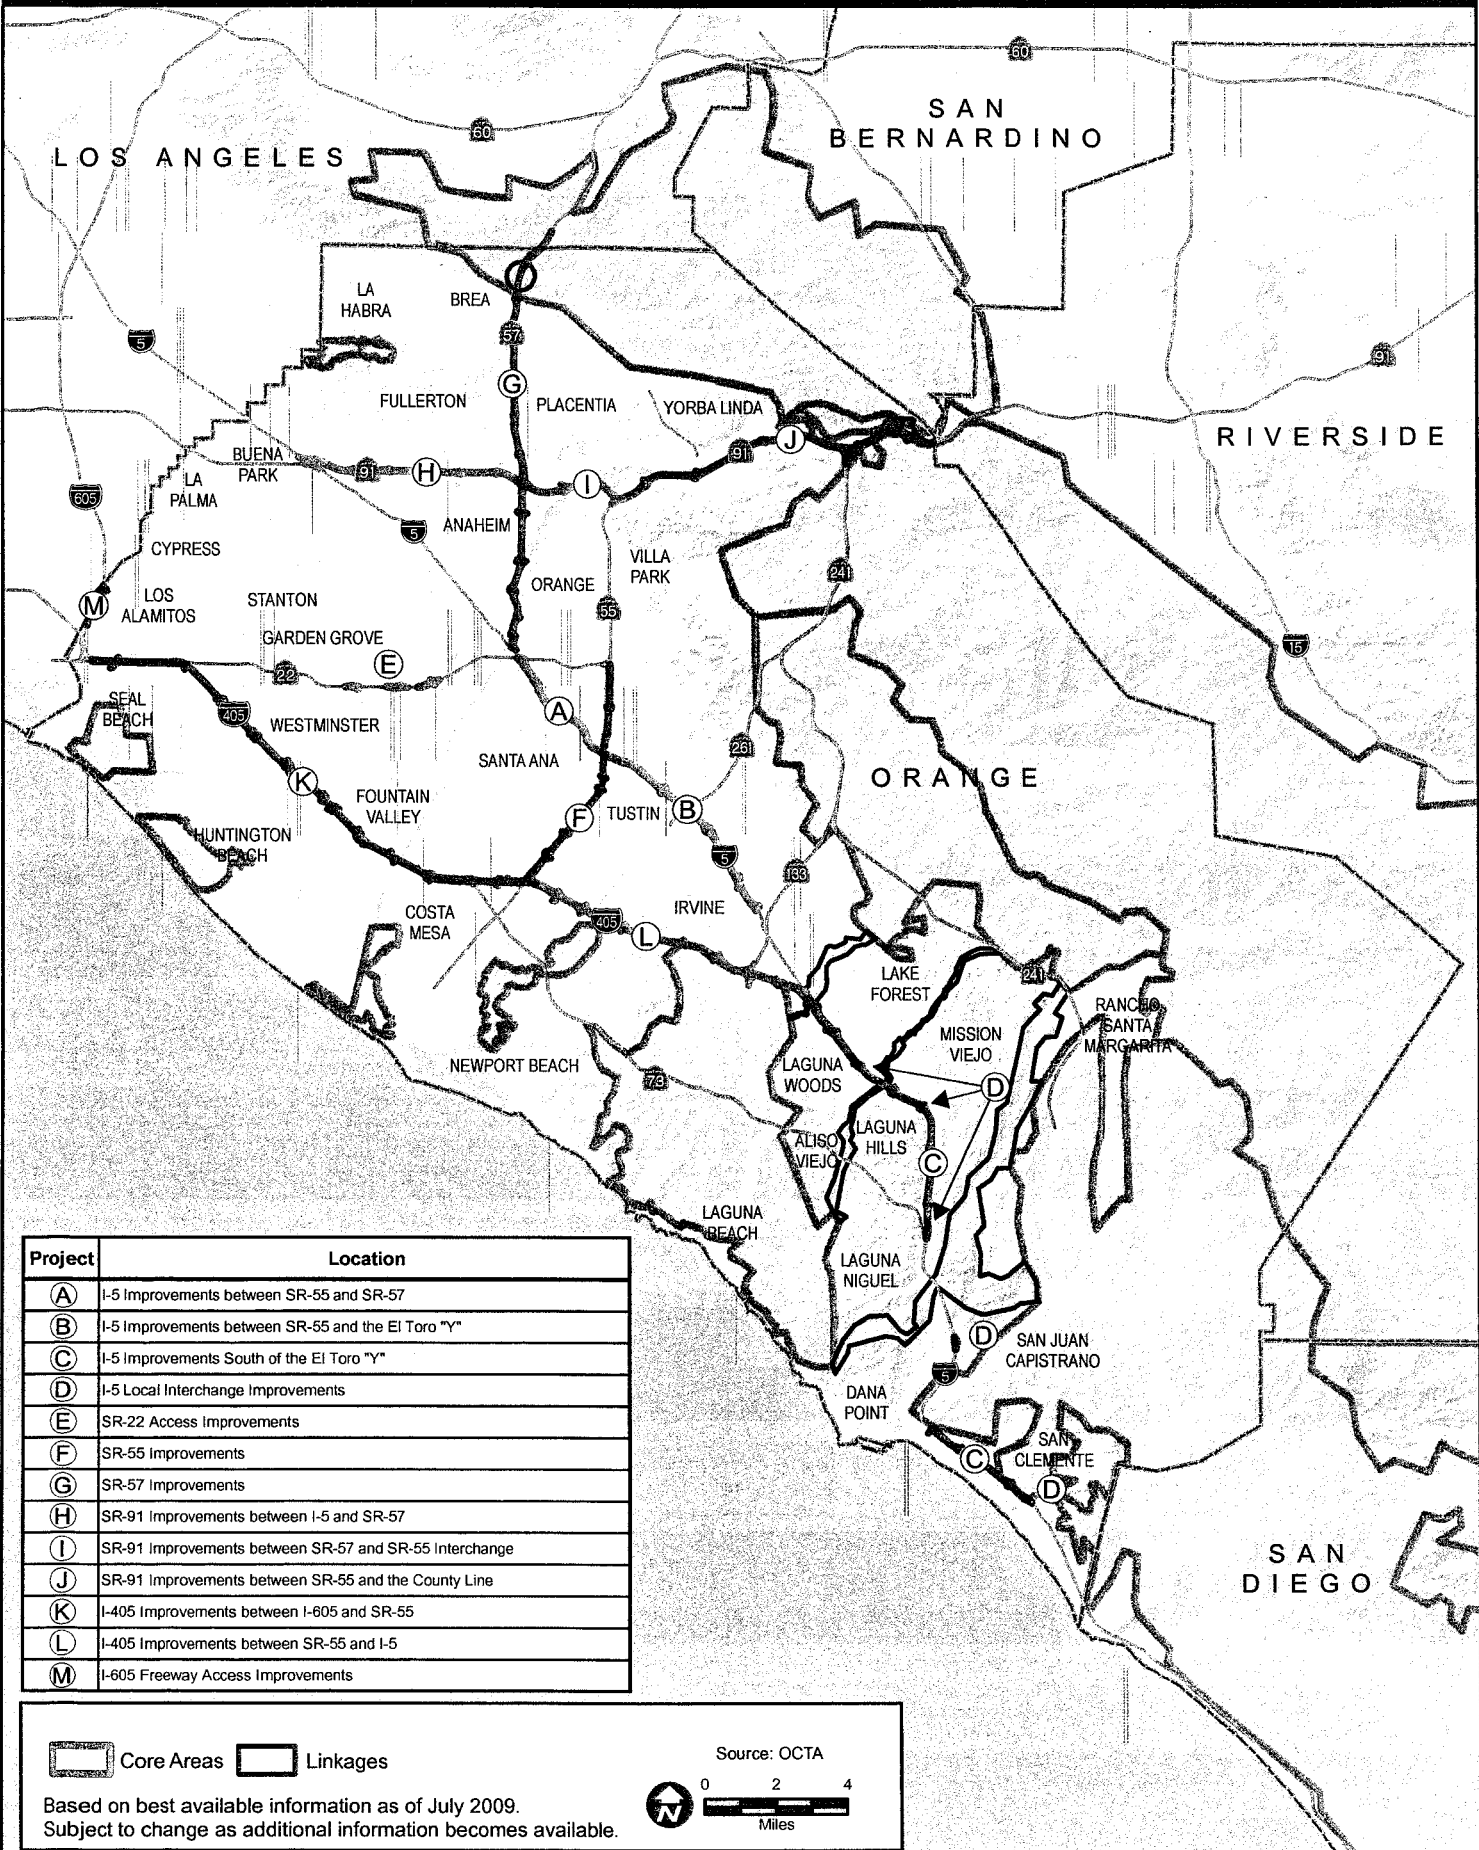 60
SAN
BERNARDINO
60
LOS ANGELES
LA
HABRA
BREA
57
5
91
G
FULLERTON
PLACENTIA
YORBA LINDA
J
RIVERSIDE
BUENA
PARK
91
H
91
I
LA
PALMA
605
ANAHEIM
5
CYPRESS
VILLA
PARK
241
ORANGE
M
LOS
ALAMITOS
STANTON
55
GARDEN GROVE
E
22
15
SEAL
BEACH
405
A
WESTMINSTER
261
SANTA ANA
ORANGE
K
FOUNTAIN
VALLEY
F
TUSTIN
B
HUNTINGTON
BEACH
5
133
COSTA
MESA
IRVINE
405
L
LAKE
FOREST
241
RANCHO
SANTA
MARGARITA
MISSION
VIEJO
NEWPORT BEACH
LAGUNA
WOODS
73
D
ALISO
VIEJO
LAGUNA
HILLS
C
LAGUNA
BEACH
LAGUNA
NIGUEL
D
SAN JUAN
CAPISTRANO
5
DANA
POINT
SAN
CLEMENTE
C
D
SAN
DIEGO
Project Location
A I-5 Improvements between SR-55 and SR-57
B I-5 Improvements between SR-55 and the El Toro "Y"
C I-5 Improvements South of the El Toro "Y"
D I-5 Local Interchange Improvements
E SR-22 Access Improvements
F SR-55 Improvements
G SR-57 Improvements
H SR-91 Improvements between I-5 and SR-57
I SR-91 Improvements between SR-57 and SR-55 Interchange
J SR-91 Improvements between SR-55 and the County Line
K I-405 Improvements between I-605 and SR-55
L I-405 Improvements between SR-55 and I-5
M I-605 Freeway Access Improvements
Core Areas Linkages
Source: OCTA
N
0 2 4
Miles
Based on best available information as of July 2009.
Subject to change as additional information becomes available.